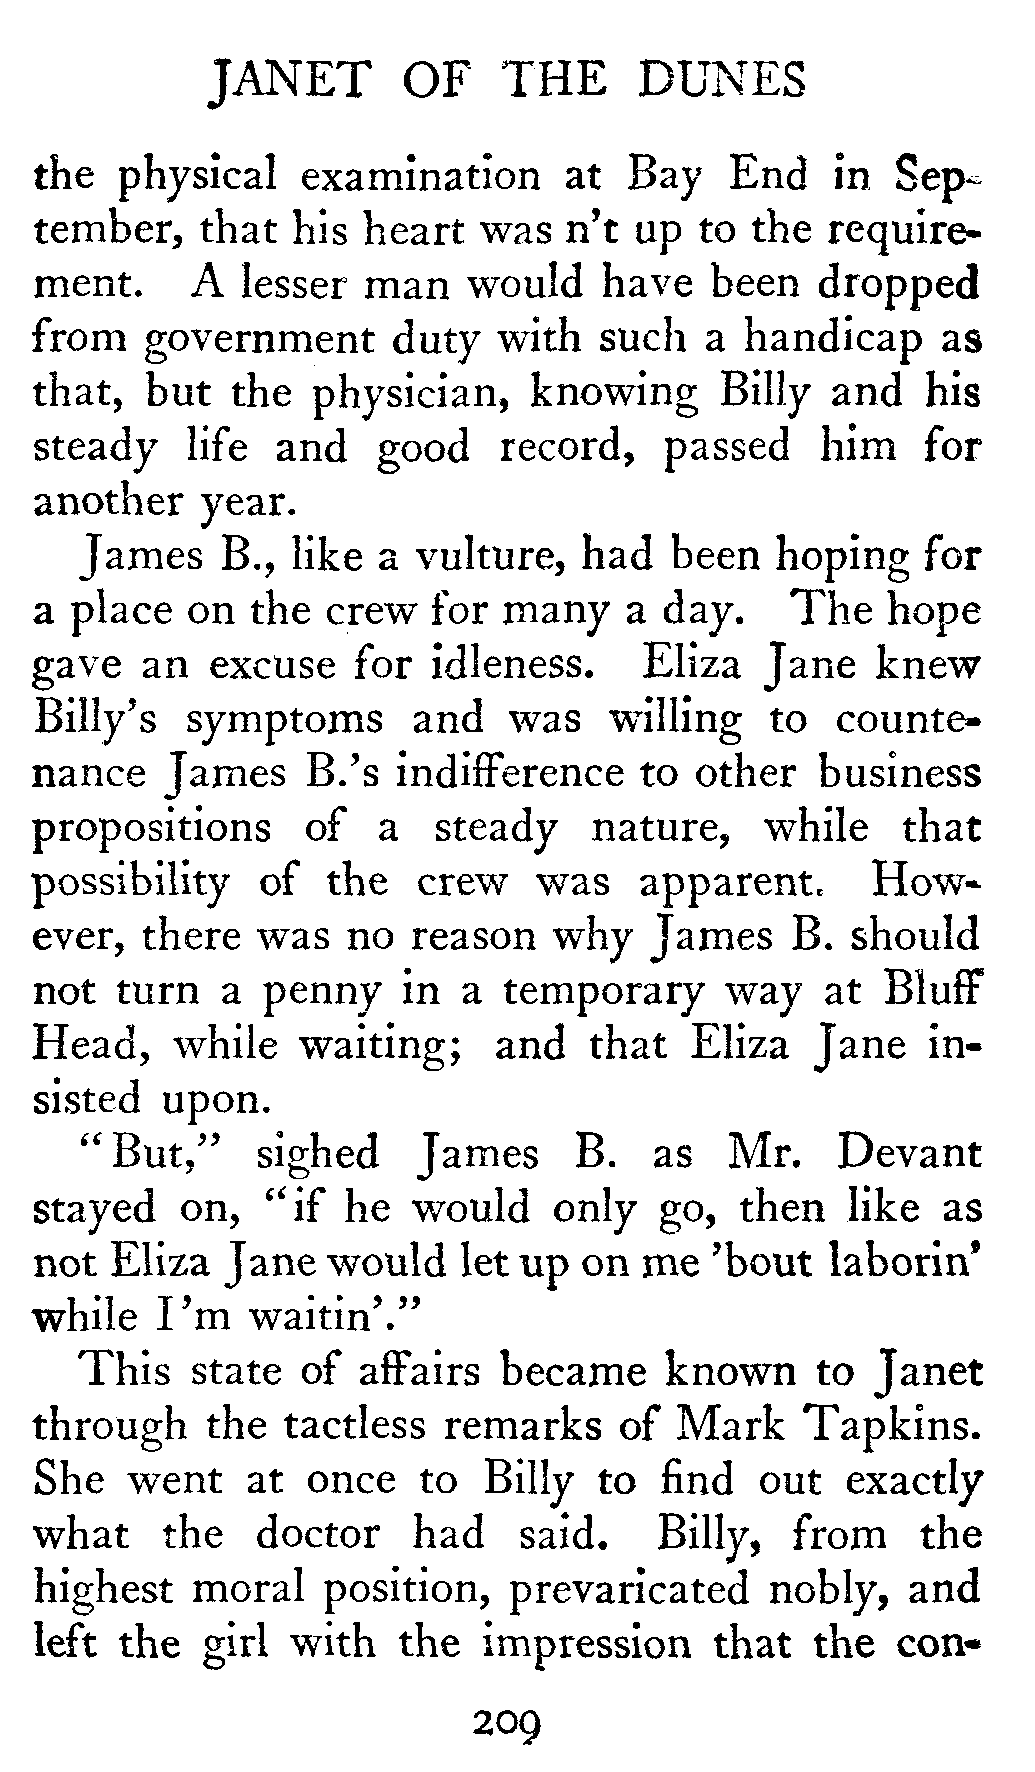 JANET OF THE DUNES
the physical examination at Bay End in Sep-
tember, that his heart was n't up to the require-
ment. A lesser man would have been dropped
from government duty with such a handicap as
that, but the physician, knowing Billy and his
steady life and good record, passed him for
another year.
James B., like a vulture, had been hoping for
a place on the crew for many a day. The hope
gave an excuse for idleness. Eliza Jane knew
Billy's symptoms and was willing to counte-
nance James B.'s indifference to other business
propositions of a steady nature, while that
possibility of the crew was apparent. How-
ever, there was no reason why James B. should
not turn a penny in a temporary way at Bluff
Head, while waiting; and that Eliza Jane in-
sisted upon.
"But," sighed James B. as Mr. Devant
stayed on, "if he would only go, then like as
not Eliza Jane would let up on me 'bout laborin'
while I'm waitin'."
This state of affairs became known to Janet
through the tactless remarks of Mark Tapkins.
She went at once to Billy to find out exactly
what the doctor had said. Billy, from the
highest moral position, prevaricated nobly, and
left the girl with the impression that the con-
209